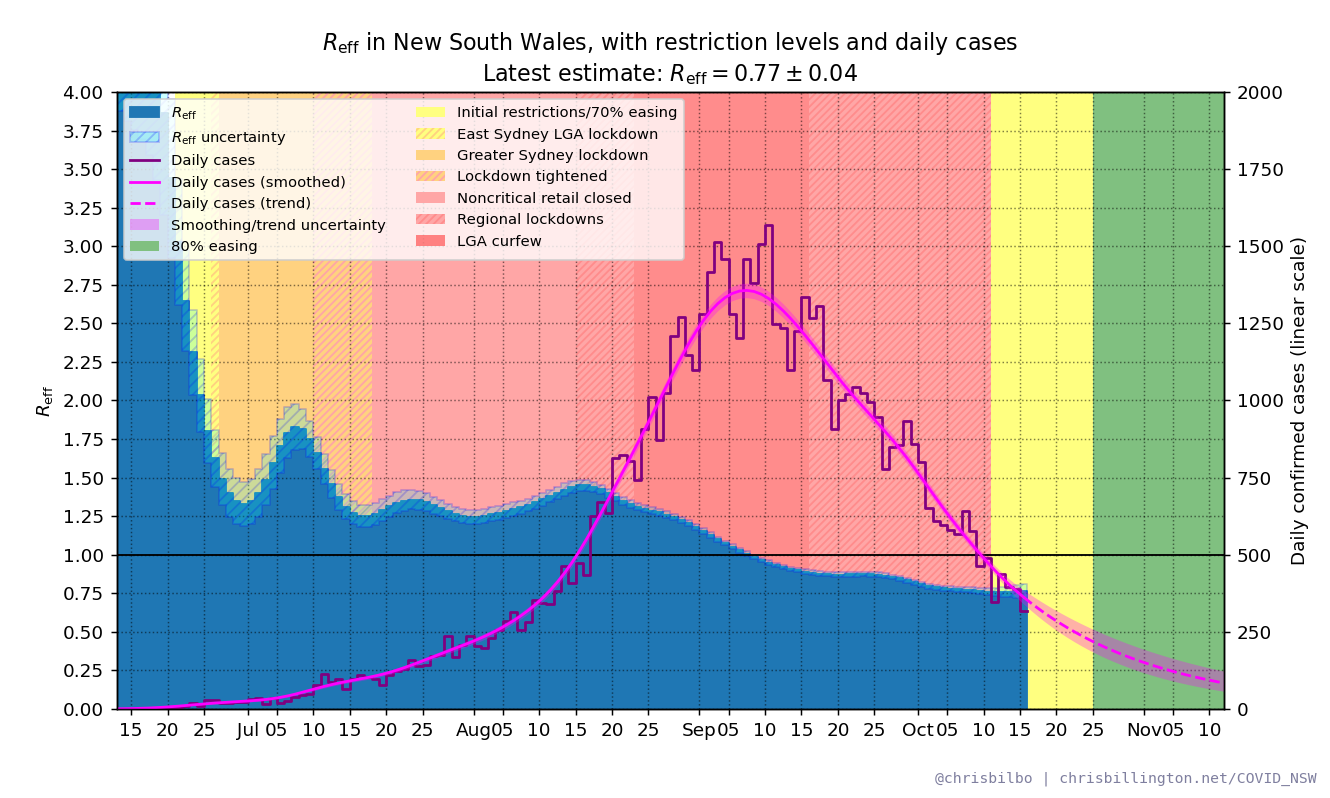 Reff in New South Wales, with restriction levels and daily cases
Latest estimate: Reff = 0.77 ± 0.04
Reff
Reff uncertainty
Daily cases
Daily cases (smoothed)
Daily cases (trend)
Smoothing/trend uncertainty
80% easing
Initial restrictions/70% easing
East Sydney LGA lockdown
Greater Sydney lockdown
Lockdown tightened
Noncritical retail closed
Regional lockdowns
LGA curfew
4.00
3.75
3.50
3.25
3.00
2.75
2.50
2.25
2.00
1.75
1.50
1.25
1.00
0.75
0.50
0.25
0.00
Reff
2000
1750
1500
1250
1000
750
500
250
0
Daily confirmed cases (linear scale)
15 20 25 Jul 05 10 15 20 25 Aug 05 10 15 20 25 Sep 05 10 15 20 25 Oct 05 10 15 20 25 Nov 05 10
@chrisbilbo | chrisbillington.net/COVID_NSW